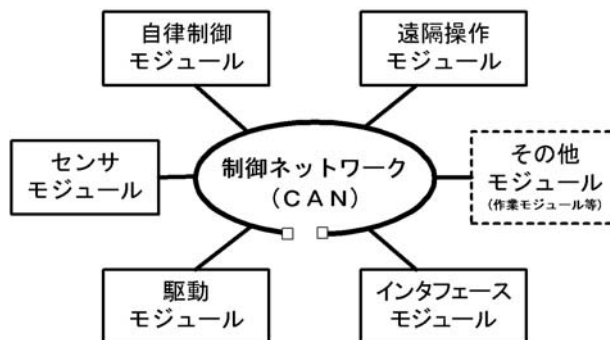 自律制御
モジュール
遠隔操作
モジュール
センサ
モジュール
制御ネットワーク
（ＣＡＮ）
その他
モジュール
（作業モジュール等）
駆動
モジュール
インタフェース
モジュール